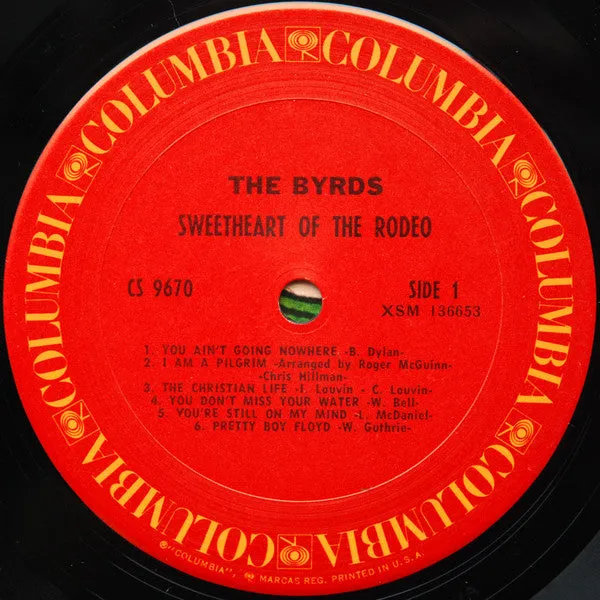 COLUMBIA COLUMBIA COLUMBIA COLUMBIA COLUMBIA COLUMBIA COLUMBIA COLUMBIA
THE BYRDS
SWEETHEART OF THE RODEO
CS 9670 SIDE 1
XSM 136653
1. YOU AIN'T GOING NOWHERE -B. Dylan-
2. I AM A PILGRIM -Arranged by Roger McGuinn-
-Chris Hillman-
3. THE CHRISTIAN LIFE -I. Louvin - C. Louvin-
4. YOU DON'T MISS YOUR WATER -W. Bell-
5. YOU'RE STILL ON MY MIND -L. McDaniel-
6. PRETTY BOY FLOYD -W. Guthrie-
®"COLUMBIA", MARCAS REG. PRINTED IN U.S.A.